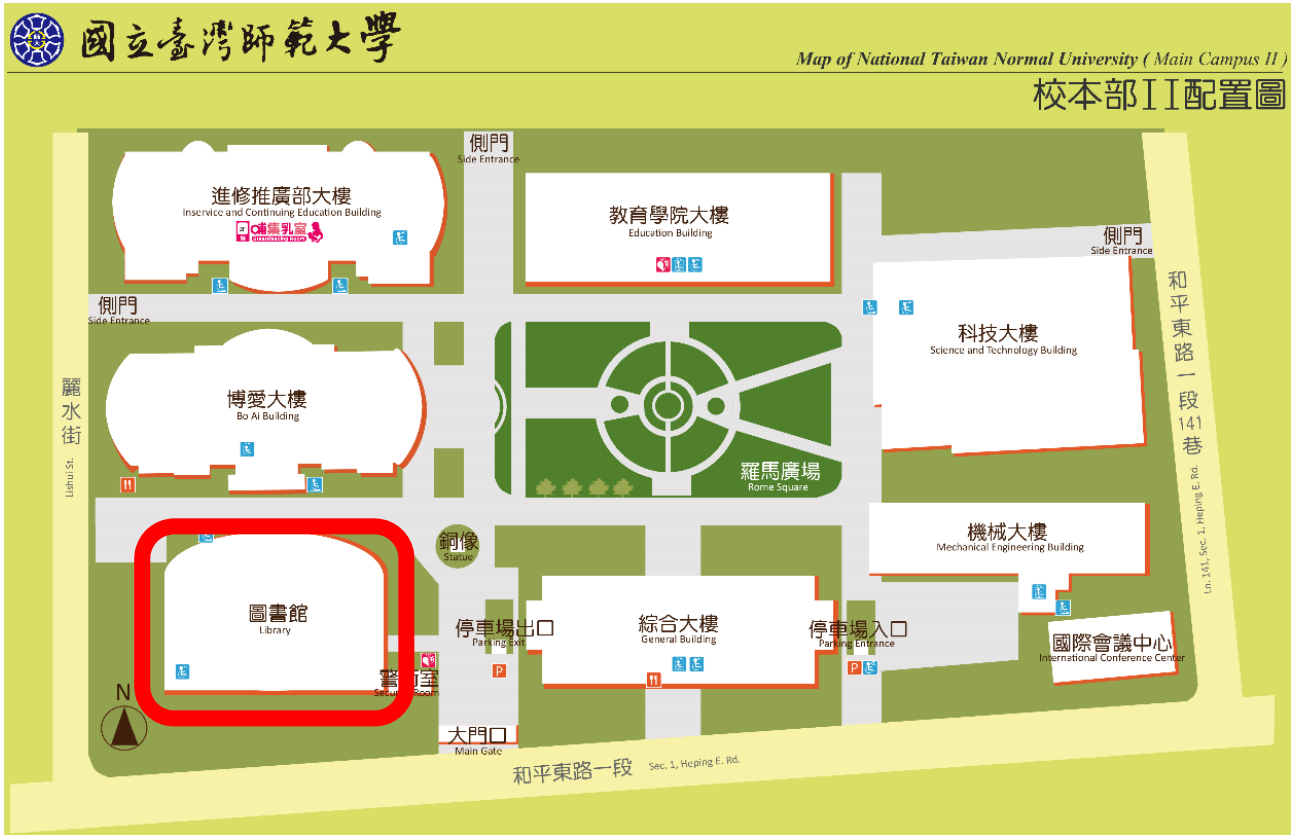 國立臺灣師範大學
Map of National Taiwan Normal University ( Main Campus II )
校本部II配置圖
側門
Side Entrance
進修推廣部大樓
Inservice and Continuing Education Building
哺集乳室
Breastfeeding Room
教育學院大樓
Education Building
側門
Side Entrance
側門
Side Entrance
科技大樓
Science and Technology Building
和平東路一段141巷
Ln. 141, Sec. 1, Heping E. Rd.
博愛大樓
Bo Ai Building
麗水街
Lishui St.
羅馬廣場
Rome Square
銅像
Statue
機械大樓
Mechanical Engineering Building
圖書館
Library
停車場出口
Parking Exit
P
綜合大樓
General Building
停車場入口
Parking Entrance
P
國際會議中心
International Conference Center
警衛室
Security Room
N
大門口
Main Gate
和平東路一段 Sec. 1, Heping E. Rd.